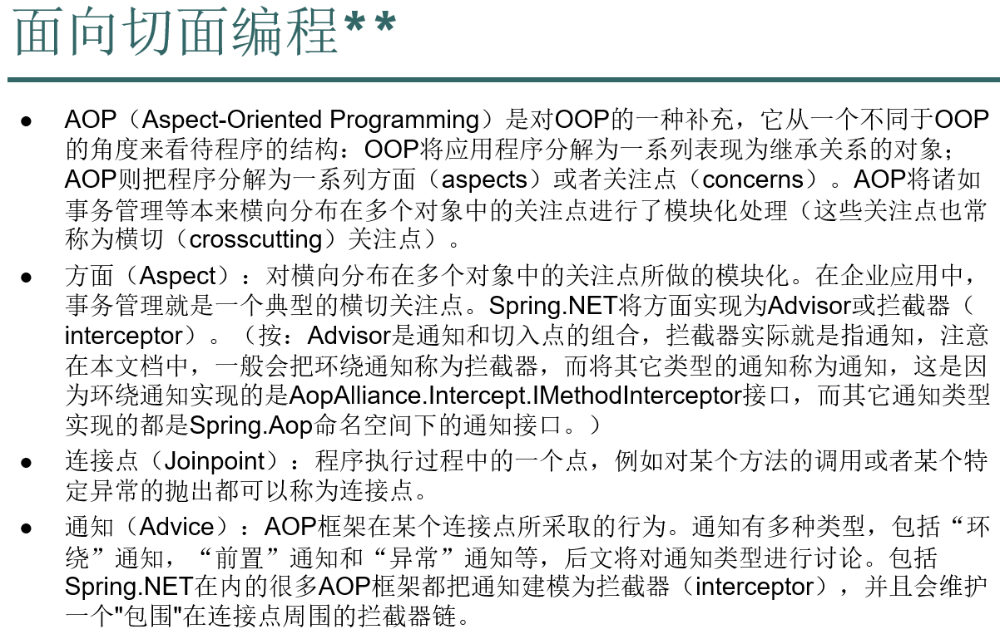 面向切面编程**
● AOP（Aspect-Oriented Programming）是对OOP的一种补充，它从一个不同于OOP
的角度来看待程序的结构：OOP将应用程序分解为一系列表现为继承关系的对象；
AOP则把程序分解为一系列方面（aspects）或者关注点（concerns）。AOP将诸如
事务管理等本来横向分布在多个对象中的关注点进行了模块化处理（这些关注点也常
称为横切（crosscutting）关注点）。
● 方面（Aspect）：对横向分布在多个对象中的关注点所做的模块化。在企业应用中，
事务管理就是一个典型的横切关注点。Spring.NET将方面实现为Advisor或拦截器（
interceptor）。（按：Advisor是通知和切入点的组合，拦截器实际就是指通知，注意
在本文档中，一般会把环绕通知称为拦截器，而将其它类型的通知称为通知，这是因
为环绕通知实现的是AopAlliance.Intercept.IMethodInterceptor接口，而其它通知类型
实现的都是Spring.Aop命名空间下的通知接口。）
● 连接点（Joinpoint）：程序执行过程中的一个点，例如对某个方法的调用或者某个特
定异常的抛出都可以称为连接点。
● 通知（Advice）：AOP框架在某个连接点所采取的行为。通知有多种类型，包括“环
绕”通知，“前置”通知和“异常”通知等，后文将对通知类型进行讨论。包括
Spring.NET在内的很多AOP框架都把通知建模为拦截器（interceptor），并且会维护
一个"包围"在连接点周围的拦截器链。